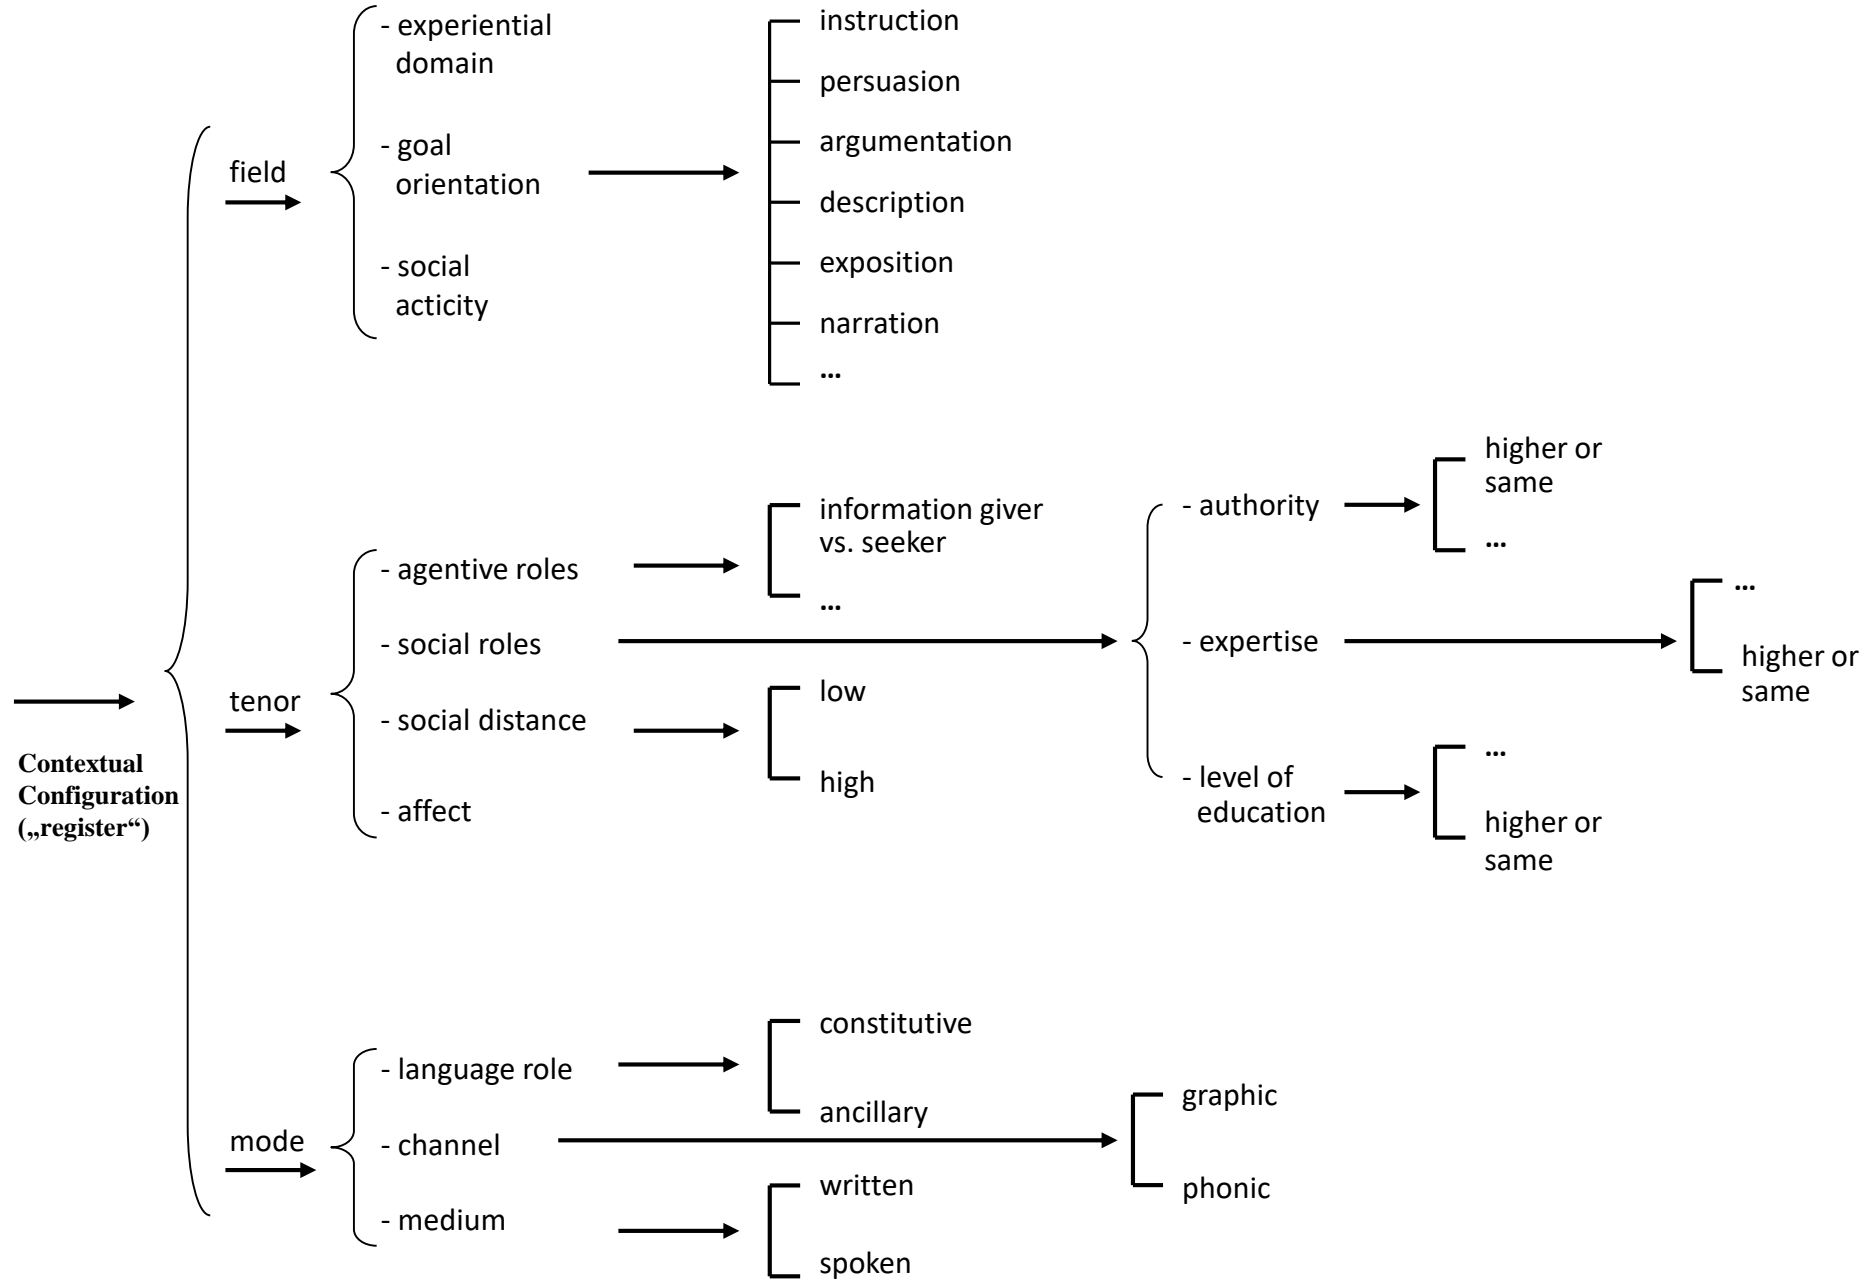 - experiential
domain
- goal
orientation
- social
acticity
field
instruction
persuasion
argumentation
description
exposition
narration
...
Contextual
Configuration
(„register“)
tenor
- agentive roles
- social roles
- social distance
- affect
information giver
vs. seeker
...
low
high
- authority
- expertise
- level of
education
higher or
same
...
...
higher or
same
...
higher or
same
mode
- language role
- channel
- medium
constitutive
ancillary
graphic
phonic
written
spoken